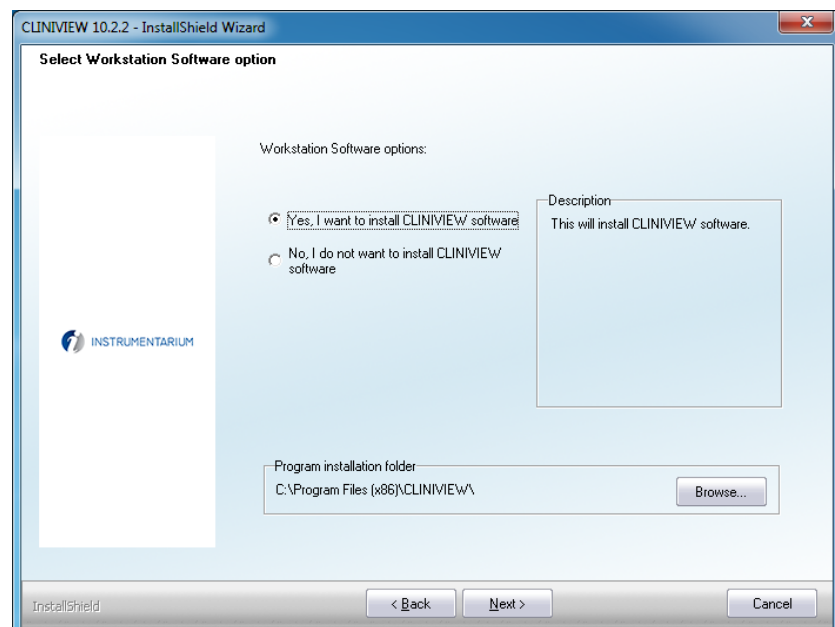 CLINIVIEW 10.2.2 - InstallShield Wizard
Select Workstation Software option
Workstation Software options:
Yes, I want to install CLINIVIEW software
No, I do not want to install CLINIVIEW
software
Description
This will install CLINIVIEW software.
INSTRUMENTARIUM
Program installation folder
C:\Program Files (x86)\CLINIVIEW\
Browse...
InstallShield
< Back
Next >
Cancel